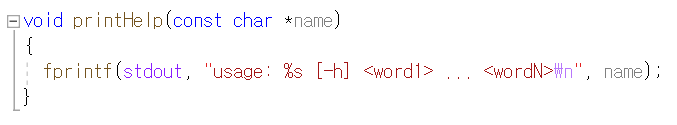 void printHelp(const char *name)
{
fprintf(stdout, "usage: %s [-h] <word1> ... <wordN>₩n", name);
}